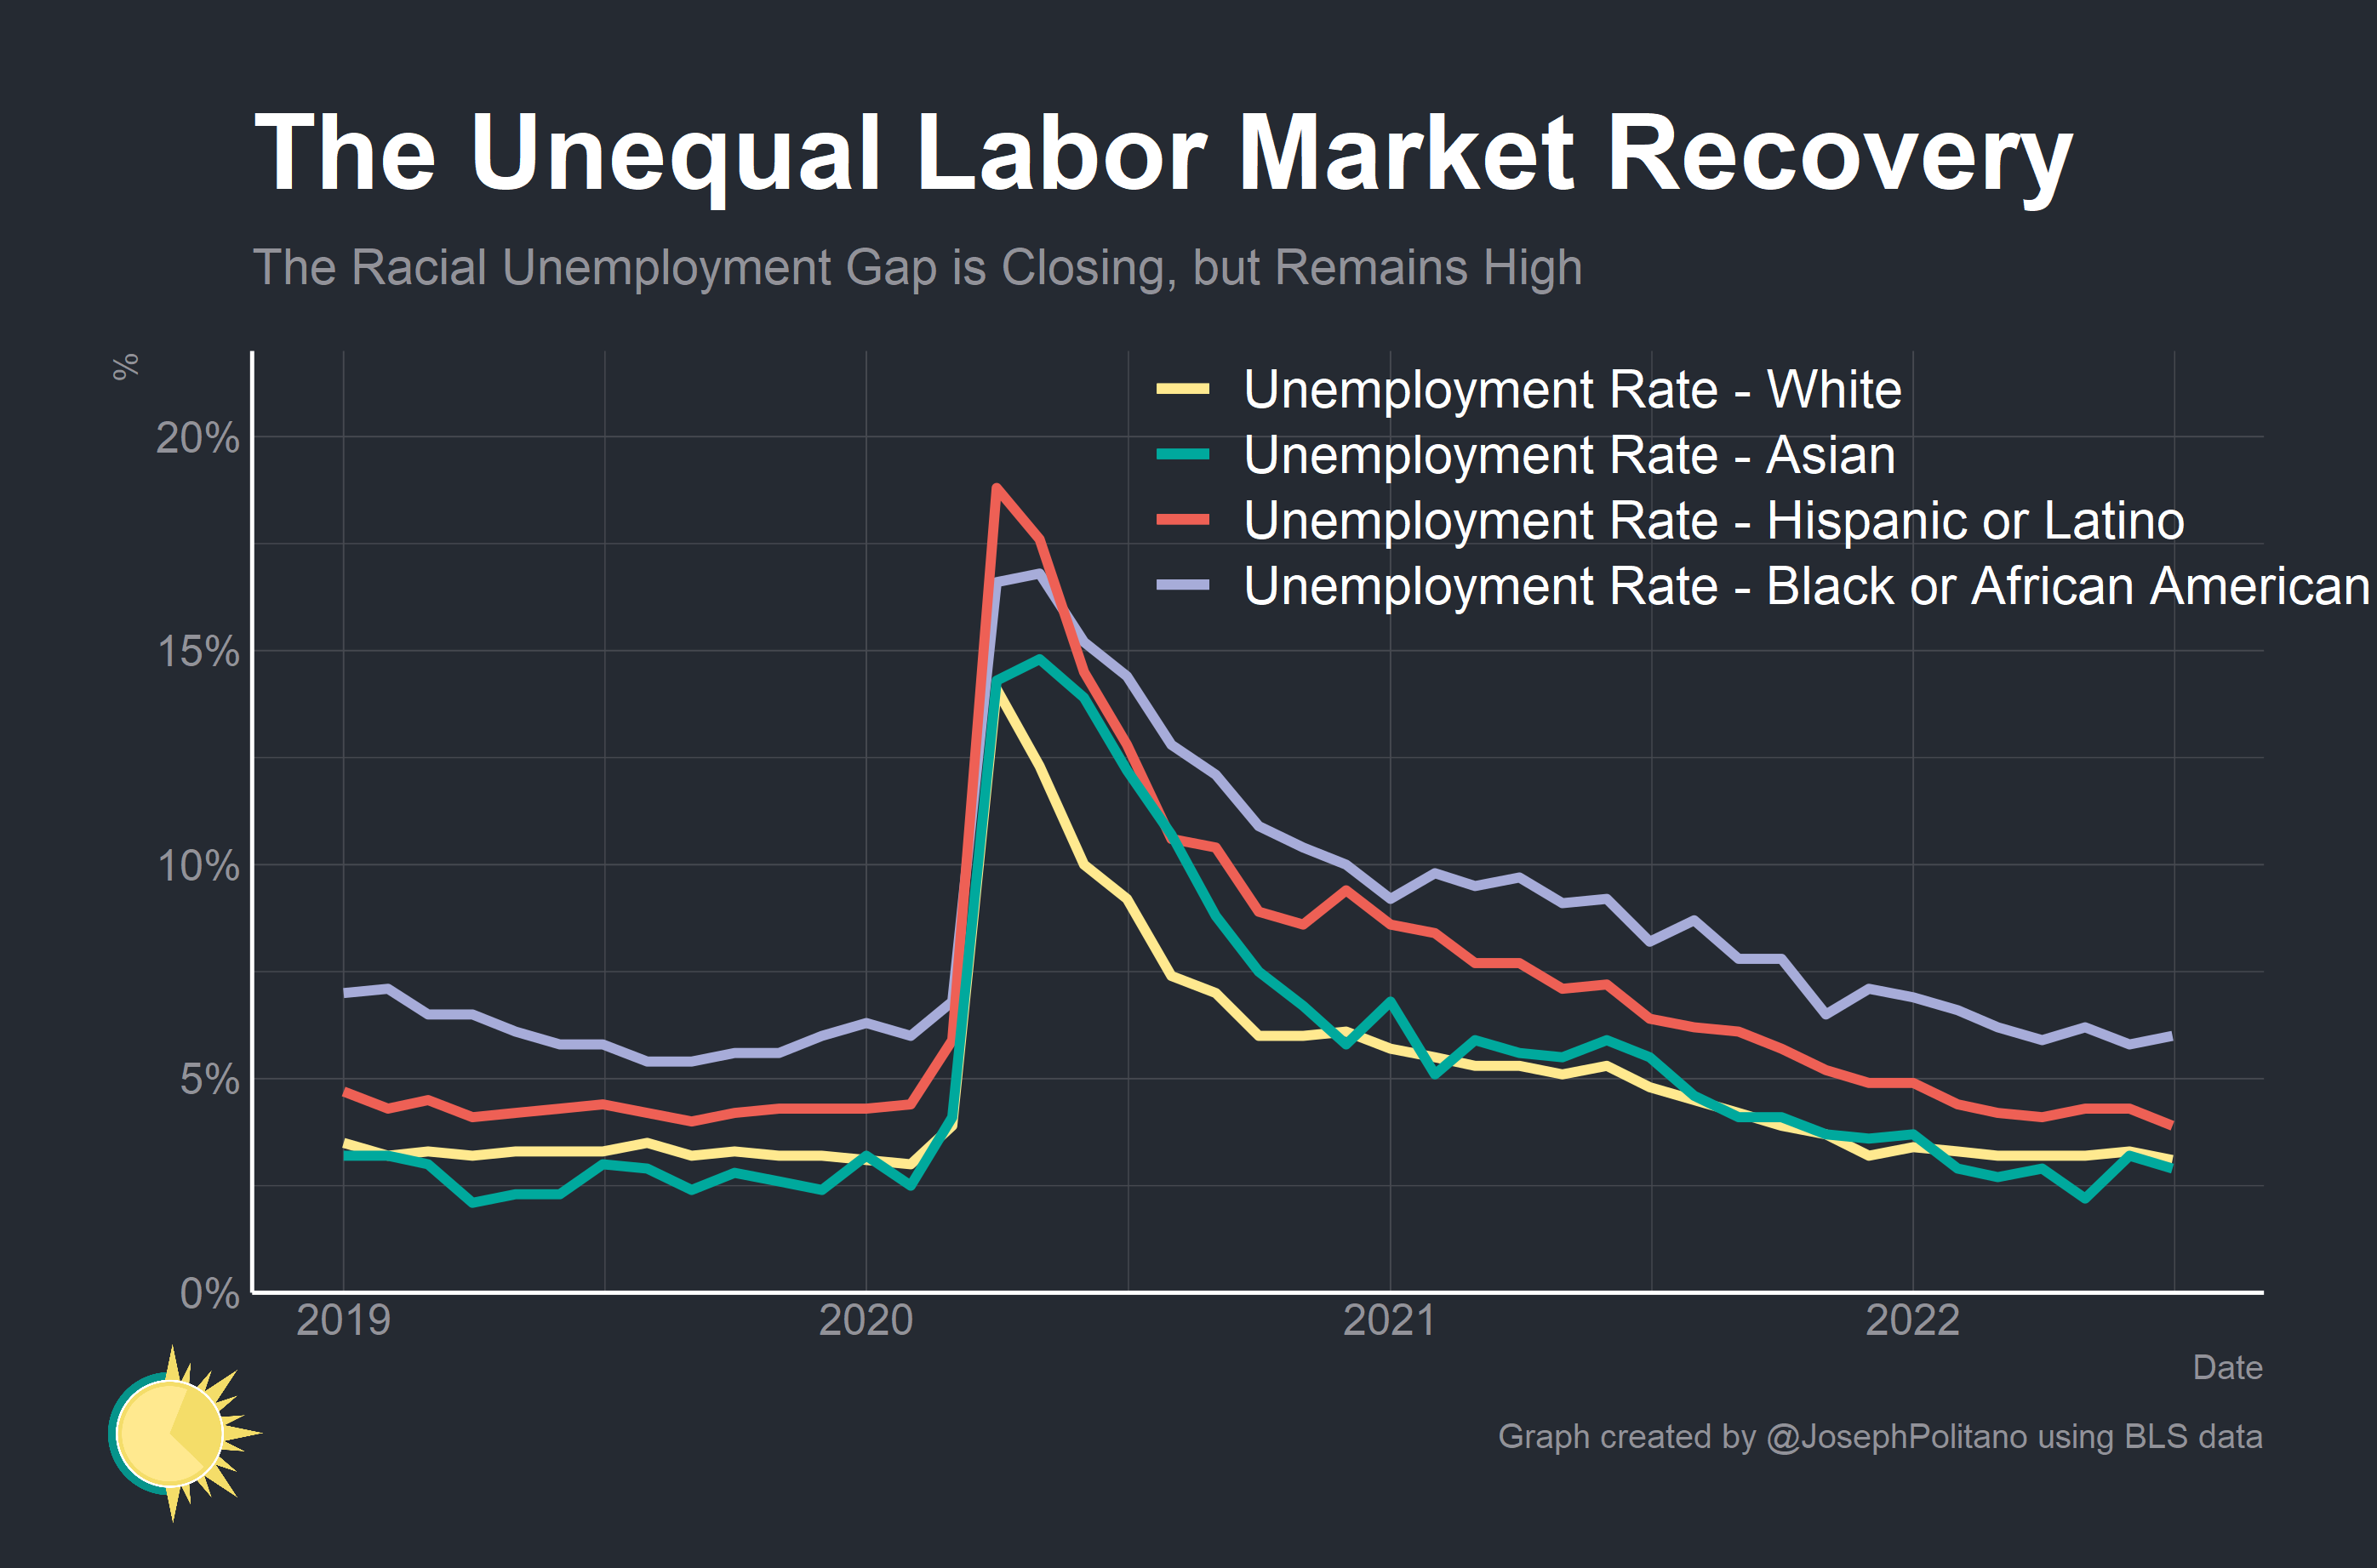 The Unequal Labor Market Recovery
The Racial Unemployment Gap is Closing, but Remains High
%
Unemployment Rate - White
Unemployment Rate - Asian
Unemployment Rate - Hispanic or Latino
Unemployment Rate - Black or African American
20%
15%
10%
5%
0%
2019 2020 2021 2022
Date
Graph created by @JosephPolitano using BLS data